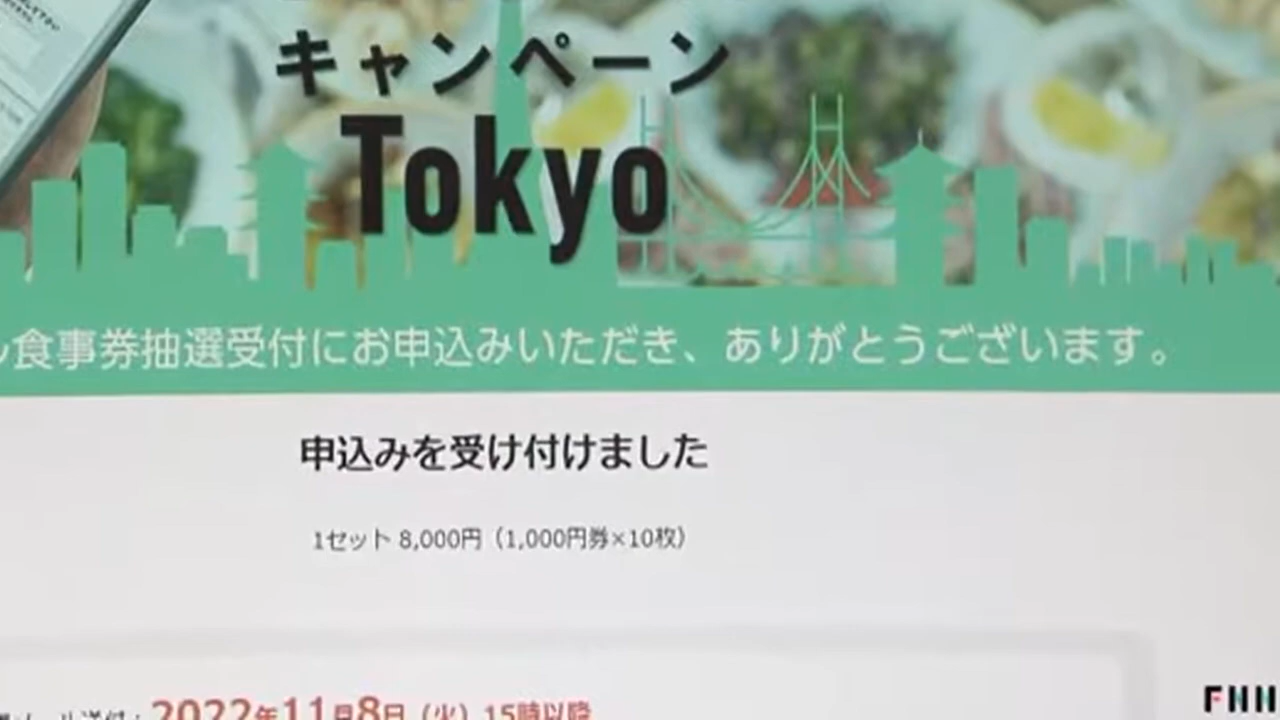 キャンペーン
Tokyo
食事券抽選受付にお申込みいただき、ありがとうございます。
申込みを受け付けました
1セット 8,000円（1,000円券×10枚）
2022年11月8日（火）15時以降
FNN